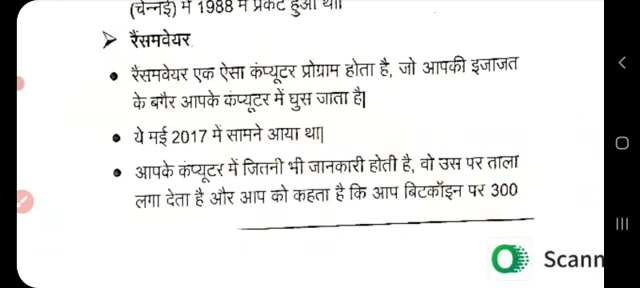 (चेन्नई) में 1988 में प्रकट हुआ था।
➤ रैंसमवेयर
• रैंसमवेयर एक ऐसा कंप्यूटर प्रोग्राम होता है, जो आपकी इजाजत
के बगैर आपके कंप्यूटर में घुस जाता है|
• ये मई 2017 में सामने आया था|
• आपके कंप्यूटर में जितनी भी जानकारी होती है, वो उस पर ताला
लगा देता है और आप को कहता है कि आप बिटकॉइन पर 300
Scann